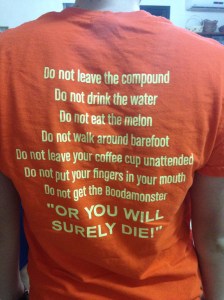 Do not leave the compound
Do not drink the water
Do not eat the melon
Do not walk around barefoot
Do not leave your coffee cup unattended
Do not put your fingers in your mouth
Do not get the Boodamonster
"OR YOU WILL
SURELY DIE!"